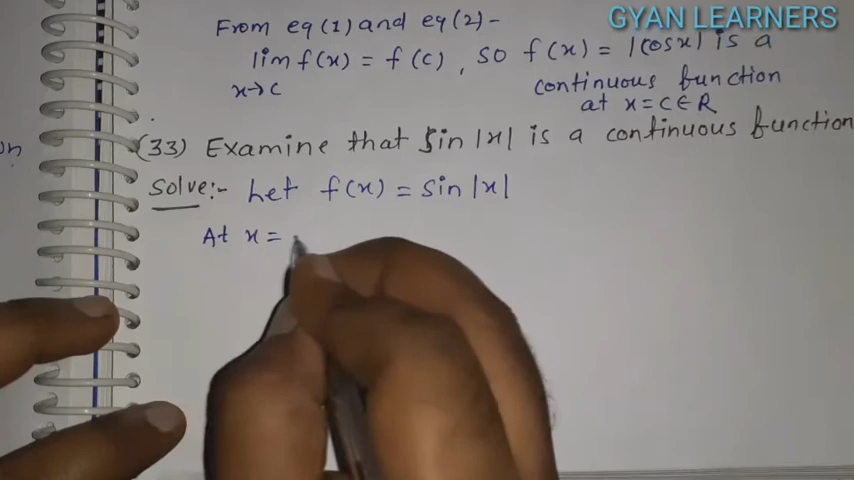 GYAN LEARNERS
From eq(1) and eq(2)-
lim f(x) = f(c), so f(x) = |cosx| is a
x→c
continuous function
at x=c∈R
(33) Examine that Sin|x| is a continuous function
Solve:- Let f(x) = sin|x|
At x=